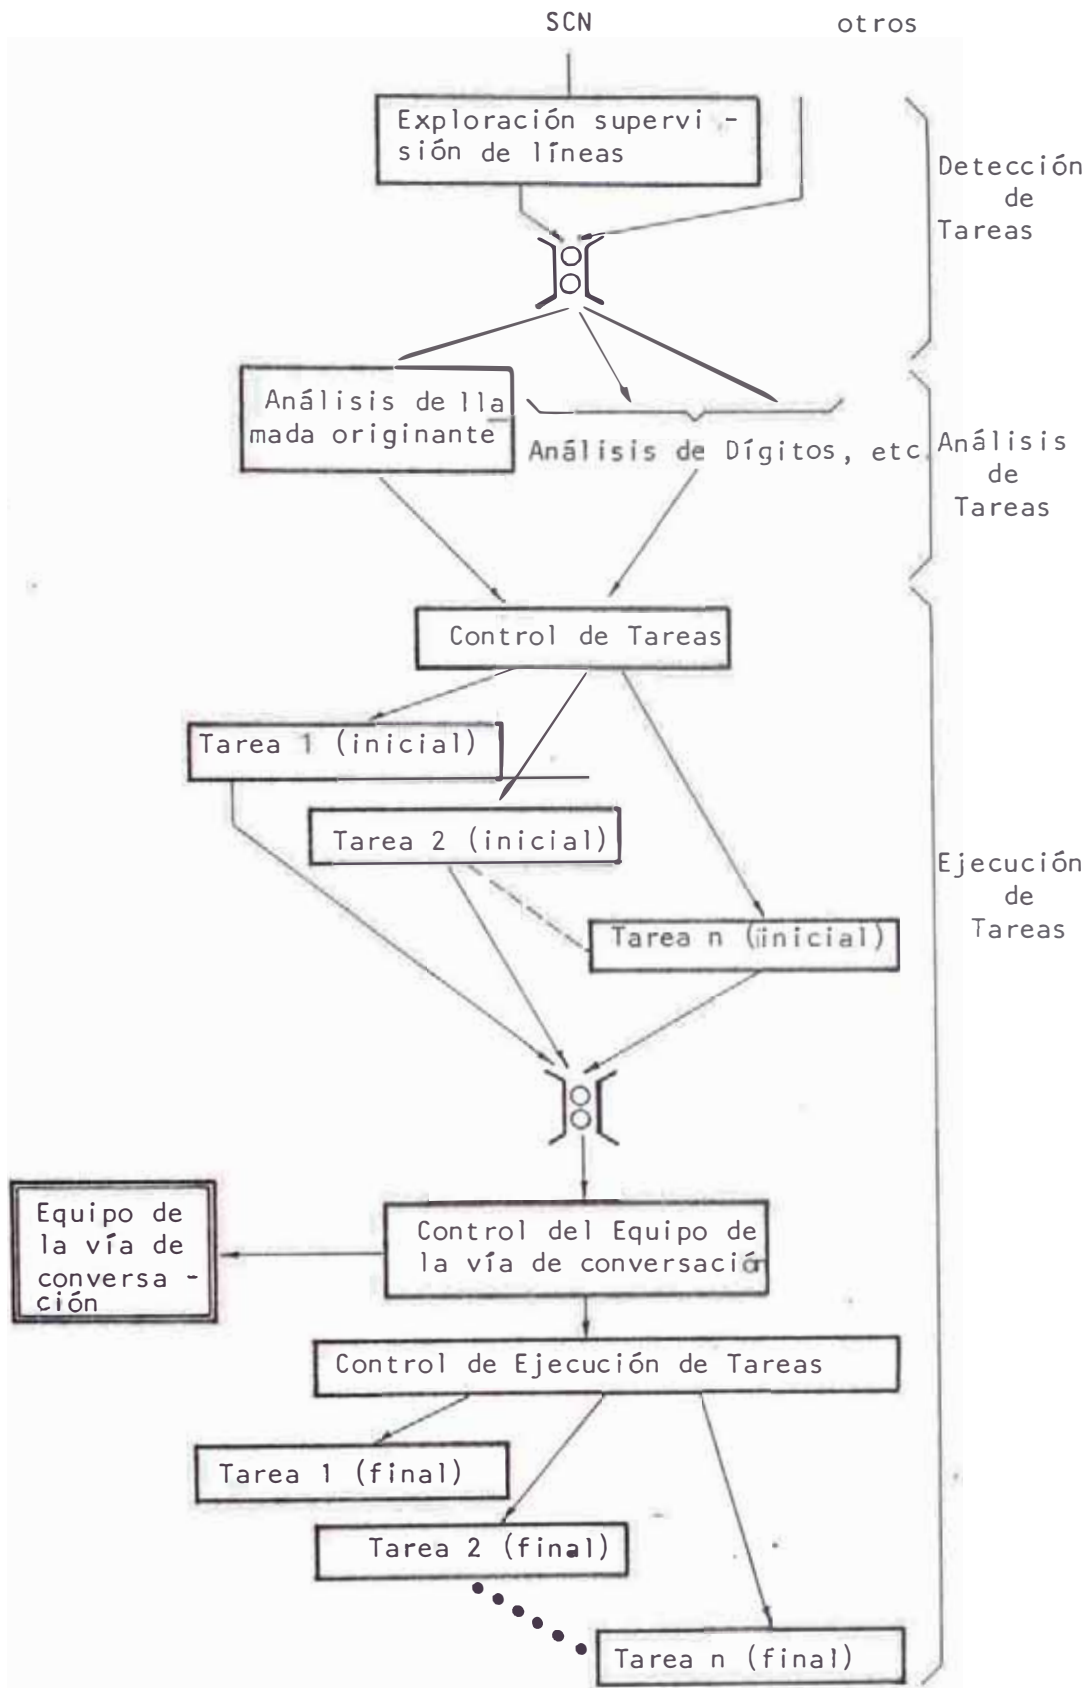 SCN otros
Exploración supervi -
sión de líneas
Detección
de
Tareas
Análisis de lla
mada originante
Análisis de Dígitos, etc.
Análisis
de
Tareas
Control de Tareas
Tarea 1 (inicial)
Tarea 2 (inicial)
Tarea n (iinicial)
Ejecución
de
Tareas
Equipo de
la vía de
conversa -
ción
Control del Equipo de
la vía de conversación
Control de Ejecución de Tareas
Tarea 1 (final)
Tarea 2 (final)
Tarea n (final)